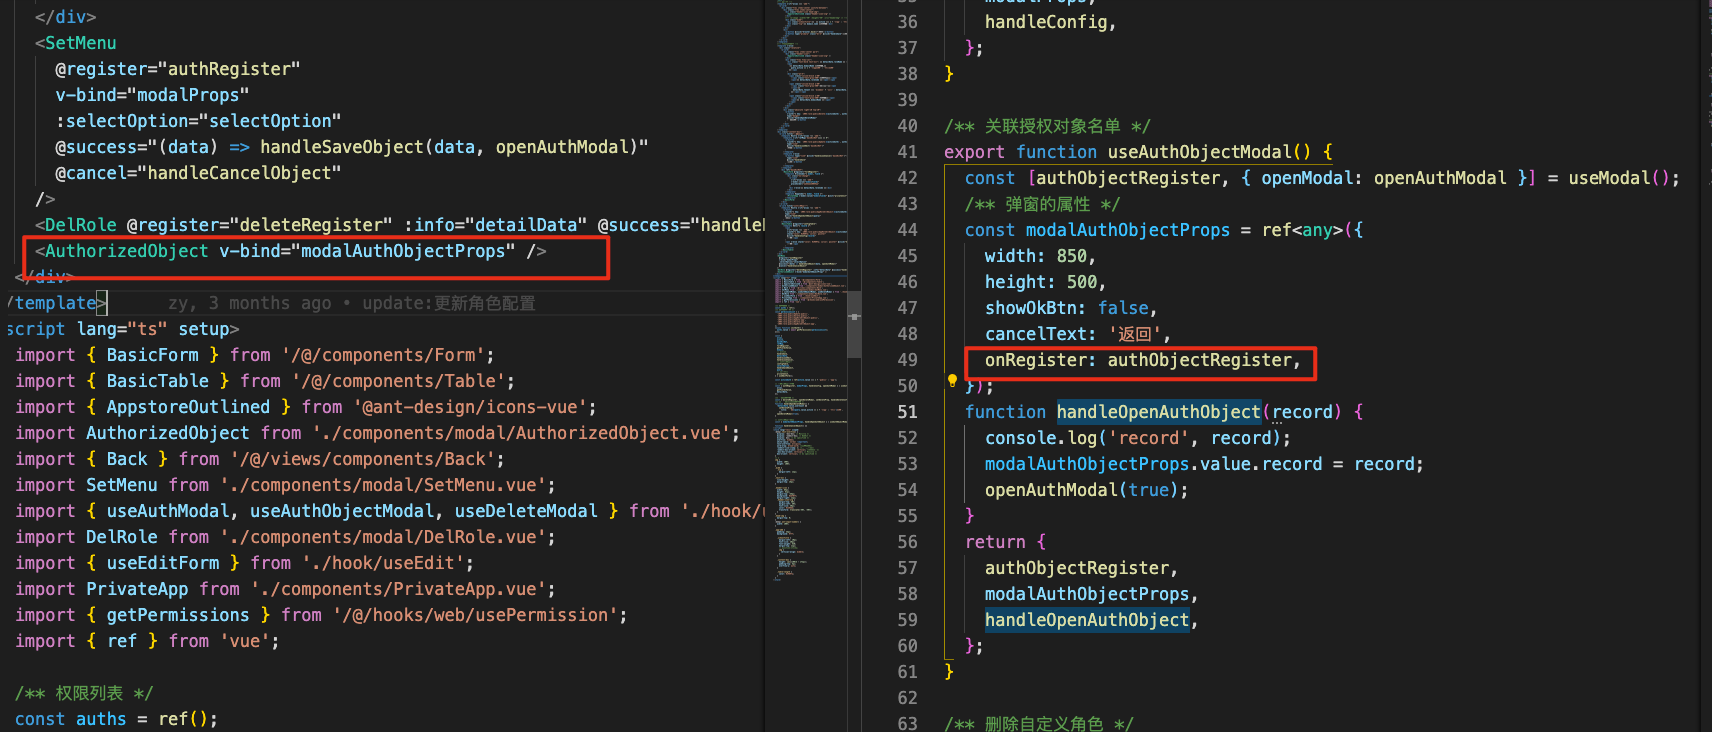 </div>
<SetMenu
@register="authRegister"
v-bind="modalProps"
:selectOption="selectOption"
@success="(data) => handleSaveObject(data, openAuthModal)"
@cancel="handleCancelObject"
/>
<DelRole @register="deleteRegister" :info="detailData" @success="handle
<AuthorizedObject v-bind="modalAuthObjectProps" />
</div>
/template>    zy, 3 months ago • update:更新角色配置
script lang="ts" setup>
import { BasicForm } from '/@/components/Form';
import { BasicTable } from '/@/components/Table';
import { AppstoreOutlined } from '@ant-design/icons-vue';
import AuthorizedObject from './components/modal/AuthorizedObject.vue';
import { Back } from '/@/views/components/Back';
import SetMenu from './components/modal/SetMenu.vue';
import { useAuthModal, useAuthObjectModal, useDeleteModal } from './hook/
import DelRole from './components/modal/DelRole.vue';
import { useEditForm } from './hook/useEdit';
import PrivateApp from './components/PrivateApp.vue';
import { getPermissions } from '/@/hooks/web/usePermission';
import { ref } from 'vue';
/** 权限列表 */
const auths = ref();
35 modalProps,
36 handleConfig,
37 };
38 }
39
40 /** 关联授权对象名单 */
41 export function useAuthObjectModal() {
42 const [authObjectRegister, { openModal: openAuthModal }] = useModal();
43 /** 弹窗的属性 */
44 const modalAuthObjectProps = ref<any>({
45 width: 850,
46 height: 500,
47 showOkBtn: false,
48 cancelText: '返回',
49 onRegister: authObjectRegister,
50 });
51 function handleOpenAuthObject(record) {
52 console.log('record', record);
53 modalAuthObjectProps.value.record = record;
54 openAuthModal(true);
55 }
56 return {
57 authObjectRegister,
58 modalAuthObjectProps,
59 handleOpenAuthObject,
60 };
61 }
62
63 /** 删除自定义角色 */